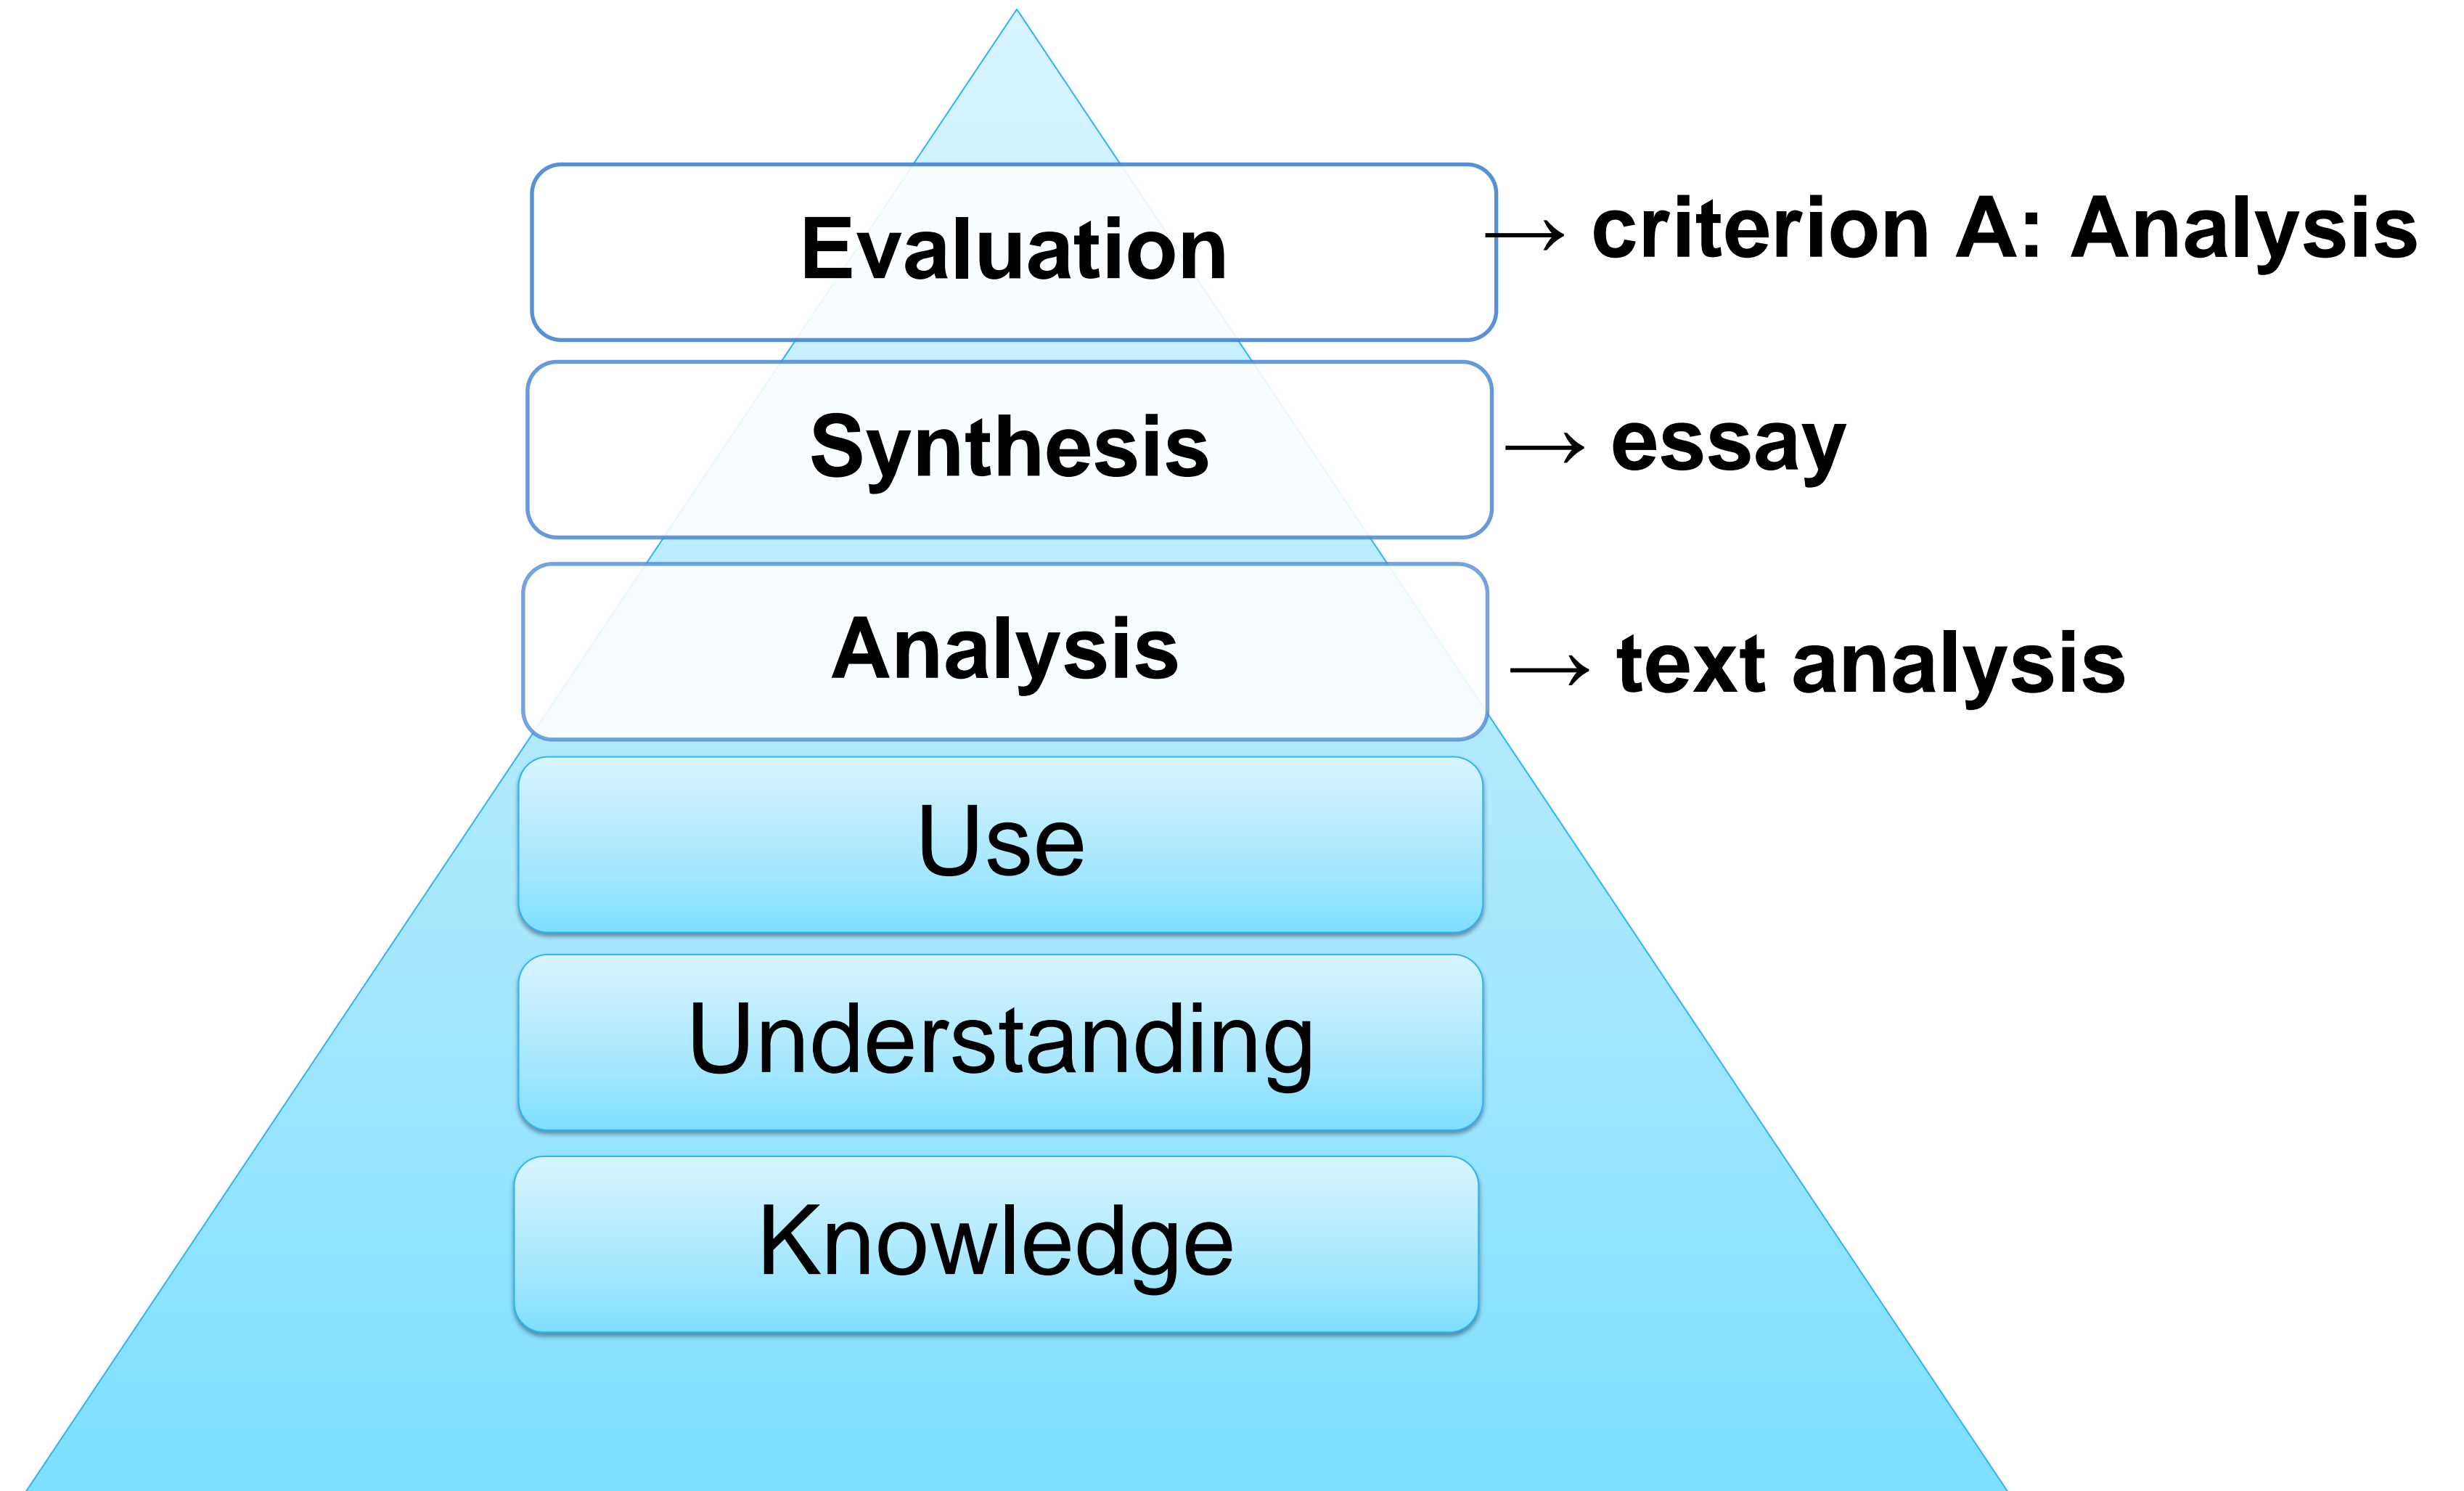 Evaluation → criterion A: Analysis
Synthesis → essay
Analysis → text analysis
Use
Understanding
Knowledge